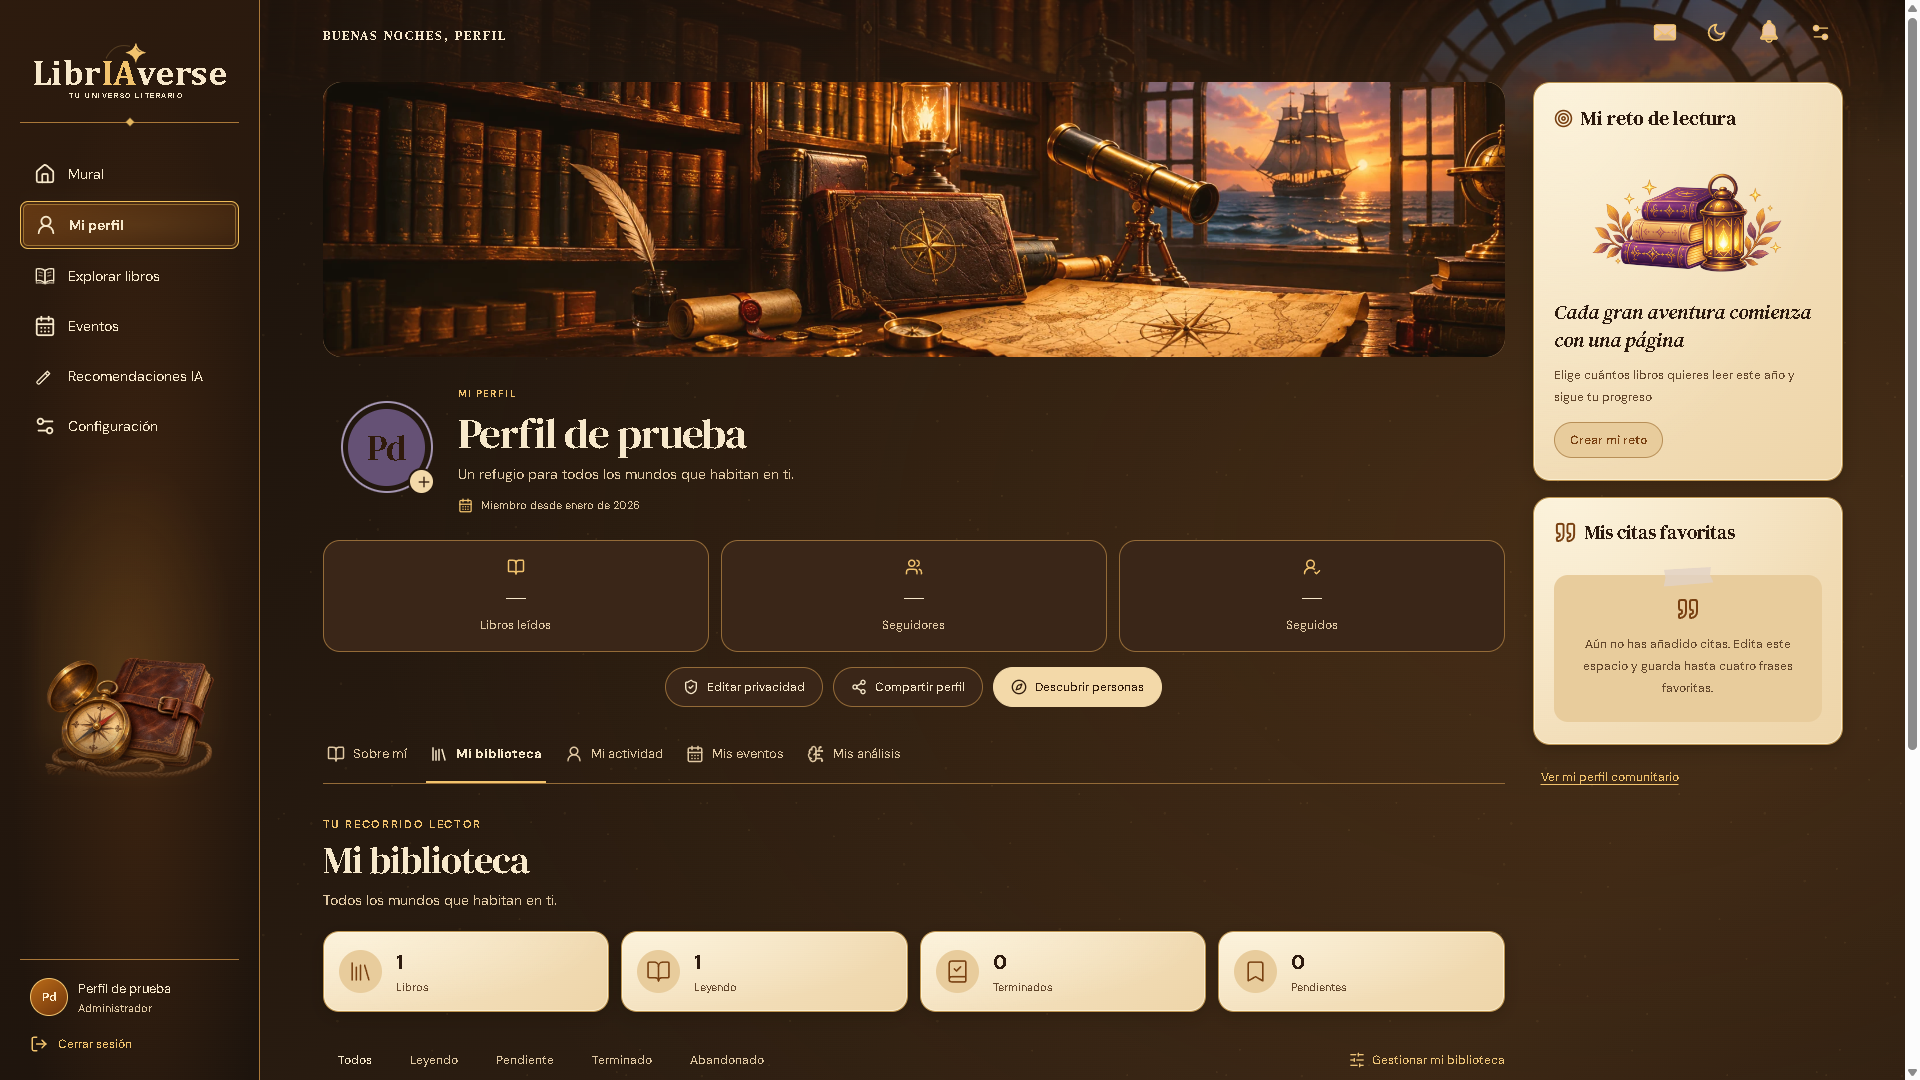 LibrIAverse
TU UNIVERSO LITERARIO
Mural
Mi perfil
Explorar libros
Eventos
Recomendaciones IA
Configuración
Pd
Perfil de prueba
Administrador
Cerrar sesión
BUENAS NOCHES, PERFIL
Pd
MI PERFIL
Perfil de prueba
Un refugio para todos los mundos que habitan en ti.
Miembro desde enero de 2026
—
Libros leídos
—
Seguidores
—
Seguidos
Editar privacidad
Compartir perfil
Descubrir personas
Sobre mí
Mi biblioteca
Mi actividad
Mis eventos
Mis análisis
TU RECORRIDO LECTOR
Mi biblioteca
Todos los mundos que habitan en ti.
1
Libros
1
Leyendo
0
Terminados
0
Pendientes
Todos
Leyendo
Pendiente
Terminado
Abandonado
Gestionar mi biblioteca
Mi reto de lectura
Cada gran aventura comienza
con una página
Elige cuántos libros quieres leer este año y
sigue tu progreso
Crear mi reto
Mis citas favoritas
Aún no has añadido citas. Edita este
espacio y guarda hasta cuatro frases
favoritas.
Ver mi perfil comunitario